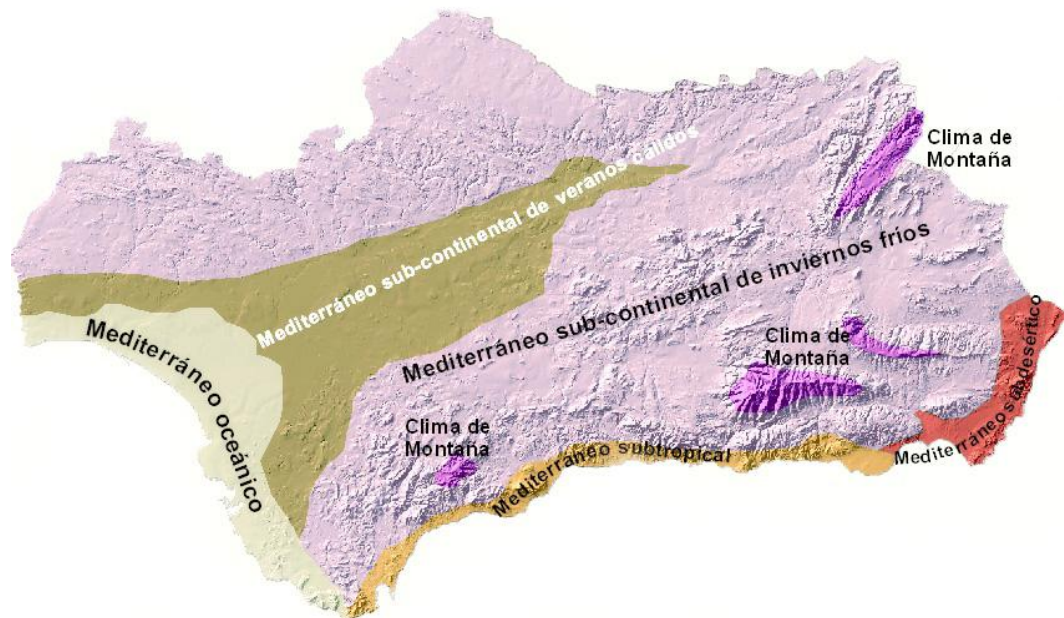 Clima de
Montaña
Mediterráneo sub-continental de veranos cálidos
Mediterráneo sub-continental de inviernos fríos
Mediterráneo oceánico
Clima de
Montaña
Clima de
Montaña
Mediterráneo subtropical
Mediterráneo subdesértico